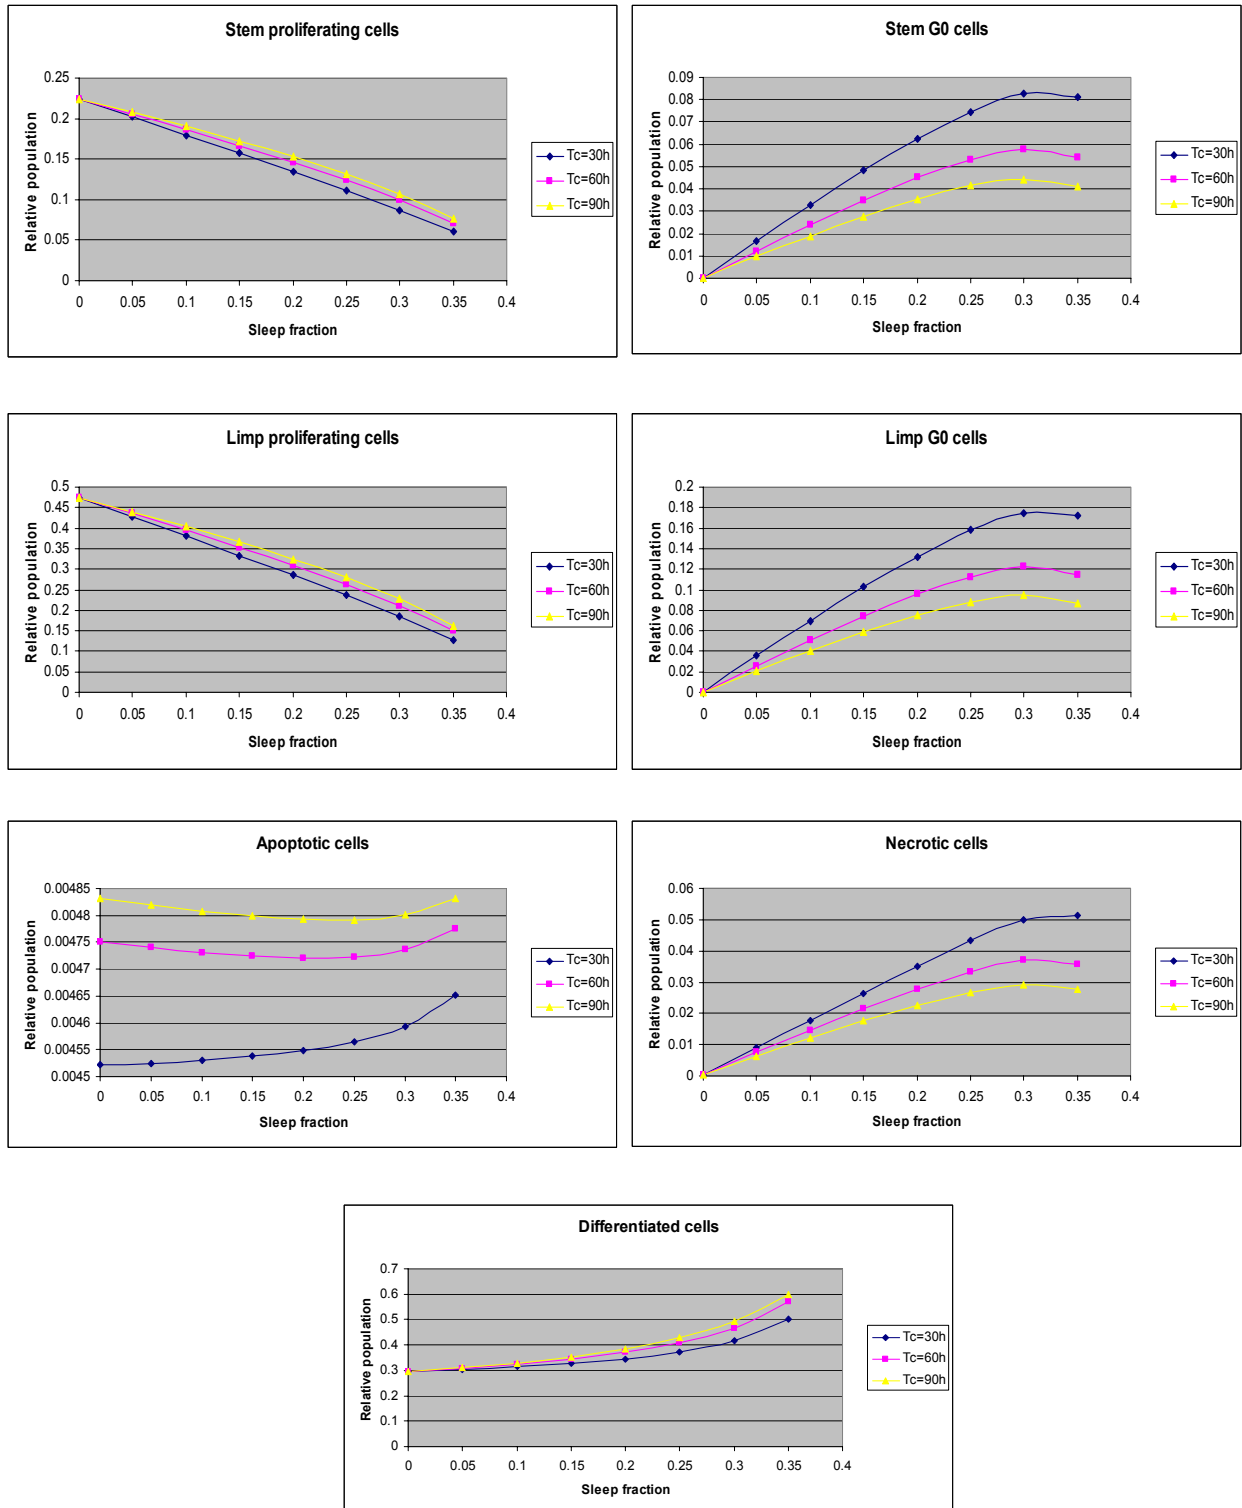 Stem proliferating cells
Relative population
0.25
0.2
0.15
0.1
0.05
0
0 0.05 0.1 0.15 0.2 0.25 0.3 0.35 0.4
Sleep fraction
Tc=30h
Tc=60h
Tc=90h
Stem G0 cells
Relative population
0.09
0.08
0.07
0.06
0.05
0.04
0.03
0.02
0.01
0
0 0.05 0.1 0.15 0.2 0.25 0.3 0.35 0.4
Sleep fraction
Tc=30h
Tc=60h
Tc=90h
Limp proliferating cells
Relative population
0.5
0.45
0.4
0.35
0.3
0.25
0.2
0.15
0.1
0.05
0
0 0.05 0.1 0.15 0.2 0.25 0.3 0.35 0.4
Sleep fraction
Tc=30h
Tc=60h
Tc=90h
Limp G0 cells
Relative population
0.2
0.18
0.16
0.14
0.12
0.1
0.08
0.06
0.04
0.02
0
0 0.05 0.1 0.15 0.2 0.25 0.3 0.35 0.4
Sleep fraction
Tc=30h
Tc=60h
Tc=90h
Apoptotic cells
Relative population
0.00485
0.0048
0.00475
0.0047
0.00465
0.0046
0.00455
0.0045
0 0.05 0.1 0.15 0.2 0.25 0.3 0.35 0.4
Sleep fraction
Tc=30h
Tc=60h
Tc=90h
Necrotic cells
Relative population
0.06
0.05
0.04
0.03
0.02
0.01
0
0 0.05 0.1 0.15 0.2 0.25 0.3 0.35 0.4
Sleep fraction
Tc=30h
Tc=60h
Tc=90h
Differentiated cells
Relative population
0.7
0.6
0.5
0.4
0.3
0.2
0.1
0
0 0.05 0.1 0.15 0.2 0.25 0.3 0.35 0.4
Sleep fraction
Tc=30h
Tc=60h
Tc=90h